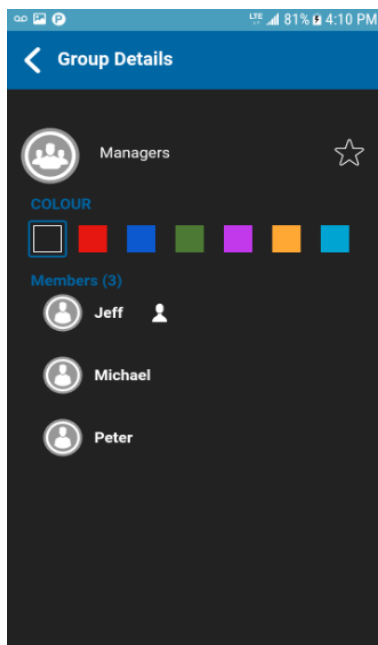 LTE 81% 4:10 PM
Group Details
Managers
COLOUR
Members (3)
Jeff
Michael
Peter